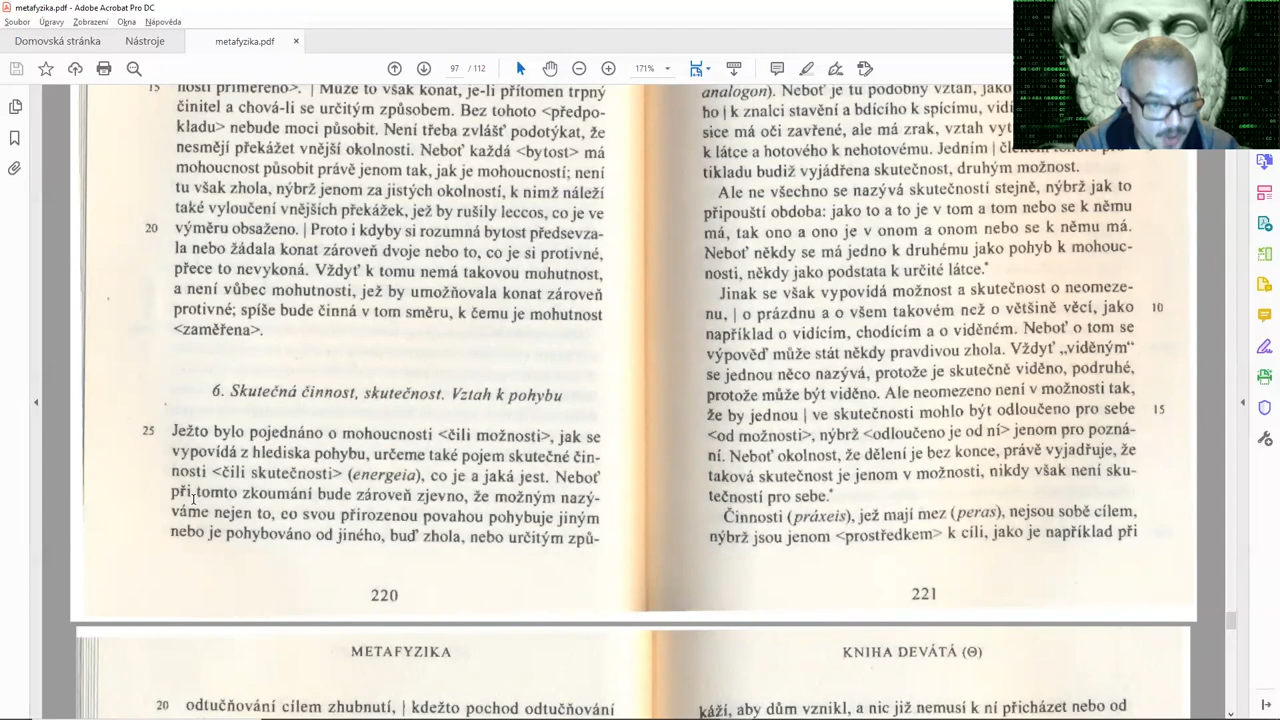 metafyzika.pdf - Adobe Acrobat Pro DC
Soubor Úpravy Zobrazení Okna Nápověda
Domovská stránka Nástroje metafyzika.pdf ×
97 / 112 171%
15 nosti přiměřeno>. | Může to však konat, je-li přítomen trpný
činitel a chová-li se určitým způsobem. Bez tohoto <předpo-
kladu> nebude moci působit. Není třeba zvlášť podotýkat, že
nesmějí překážet vnější okolnosti. Neboť každá <bytost> má
mohoucnost působit právě jenom tak, jak je mohoucností; není
tu však zhola, nýbrž jenom za jistých okolností, k nimž náleží
také vyloučení vnějších překážek, jež by rušily leccos, co je ve
20 výměru obsaženo. | Proto i kdyby si rozumná bytost předsevza-
la nebo žádala konat zároveň dvoje nebo to, co je si protivné,
přece to nevykoná. Vždyť k tomu nemá takovou mohutnost,
a není vůbec mohutnosti, jež by umožňovala konat zároveň
protivné; spíše bude činná v tom směru, k čemu je mohutnost
<zaměřena>.
6. Skutečná činnost, skutečnost. Vztah k pohybu
25 Ježto bylo pojednáno o mohoucnosti <čili možnosti>, jak se
vypovídá z hlediska pohybu, určeme také pojem skutečné čin-
nosti <čili skutečnosti> (energeia), co je a jaká jest. Neboť
při tomto zkoumání bude zároveň zjevno, že možným nazý-
váme nejen to, co svou přirozenou povahou pohybuje jiným
nebo je pohybováno od jiného, buď zhola, nebo určitým způ-
220
analogon). Neboť je tu podobný vztah, jako
ho | k znalci stavění a bdícího k spícímu, vidí
sice má oči zavřené, ale má zrak, vztah vyt
k látce a hotového k nehotovému. Jedním |
tikladu budiž vyjádřena skutečnost, druhým možnost.
Ale ne všechno se nazývá skutečností stejně, nýbrž jak to
připouští obdoba: jako to a to je v tom a tom nebo se k němu
má, tak ono a ono je v onom a onom nebo se k němu má.
Neboť někdy se má jedno k druhému jako pohyb k mohouc-
nosti, někdy jako podstata k určité látce.*
Jinak se však vypovídá možnost a skutečnost o neomeze-
nu, | o prázdnu a o všem takovém než o většině věcí, jako 10
například o vidícím, chodícím a o viděném. Neboť o tom se
výpověď může stát někdy pravdivou zhola. Vždyť „viděným“
se jednou něco nazývá, protože je skutečně viděno, podruhé,
protože může být viděno. Ale neomezeno není v možnosti tak,
že by jednou | ve skutečnosti mohlo být odloučeno pro sebe 15
<od možnosti>, nýbrž <odloučeno je od ní> jenom pro pozná-
ní. Neboť okolnost, že dělení je bez konce, právě vyjadřuje, že
taková skutečnost je jenom v možnosti, nikdy však není sku-
tečností pro sebe.*
Činnosti (práxeis), jež mají mez (peras), nejsou sobě cílem,
nýbrž jsou jenom <prostředkem> k cíli, jako je například při
221
METAFYZIKA
20 odtučňování cílem zhubnutí, | kdežto pochod odtučňování
KNIHA DEVÁTÁ (Θ)
káží, aby dům vznikl, a nic již nemusí k ní přicházet nebo od